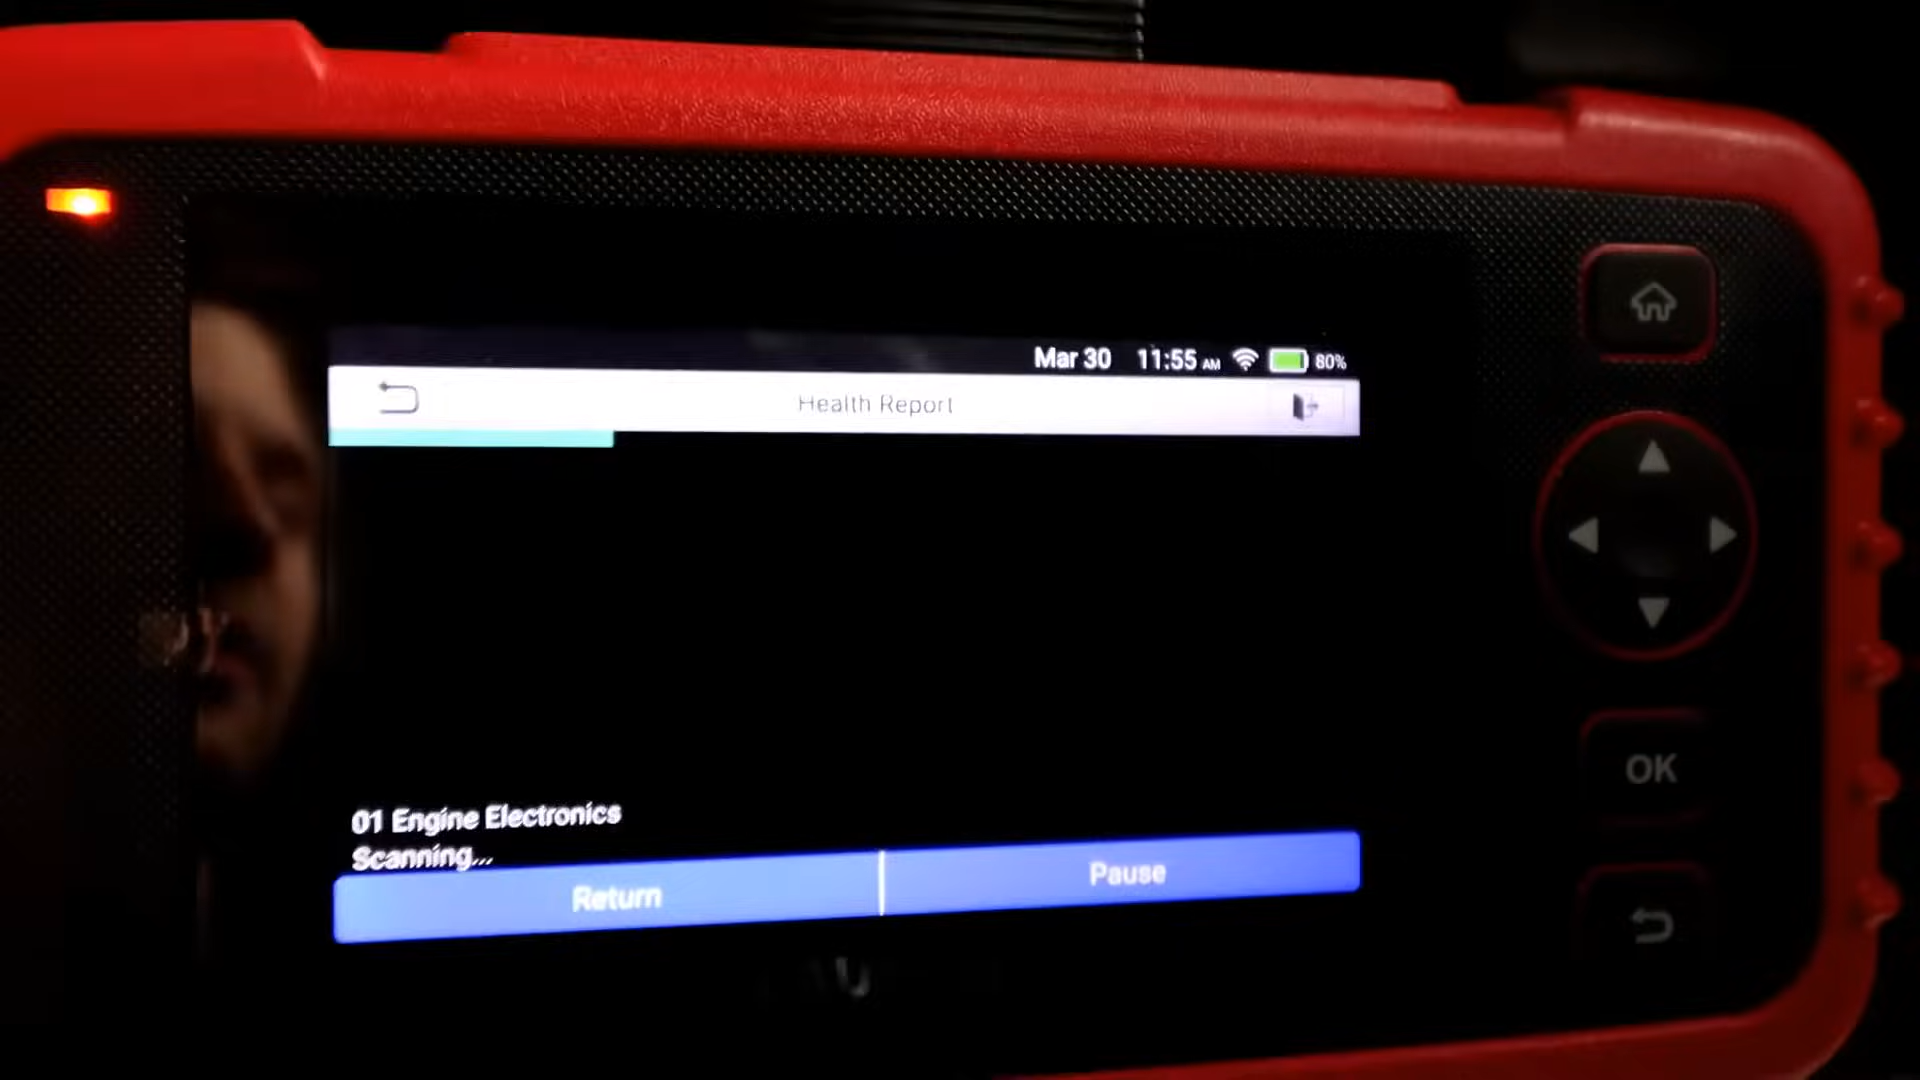 Mar 30 11:55 AM 80%
Health Report
01 Engine Electronics
Scanning...
Return Pause
OK